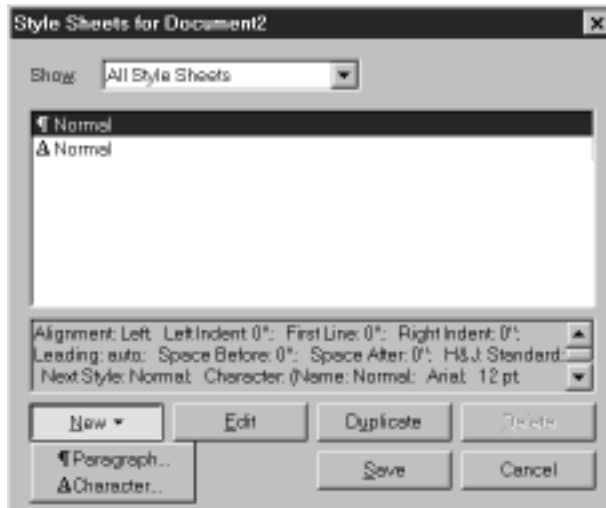 Style Sheets for Document2
Show: All Style Sheets
¶ Normal
A Normal
Alignment: Left Left Indent: 0"; First Line: 0"; Right Indent: 0";
Leading: auto; Space Before: 0"; Space After: 0"; H&J: Standard;
Next Style: Normal; Character: (Name: Normal; Arial; 12 pt
New Edit Duplicate Delete
¶ Paragraph...
A Character...
Save Cancel